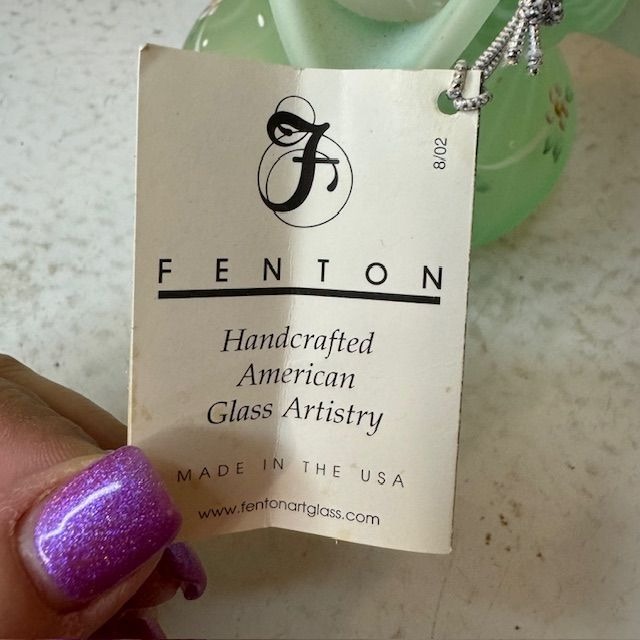 F
8/02
FENTON
Handcrafted
American
Glass Artistry
MADE IN THE USA
www.fentonartglass.com